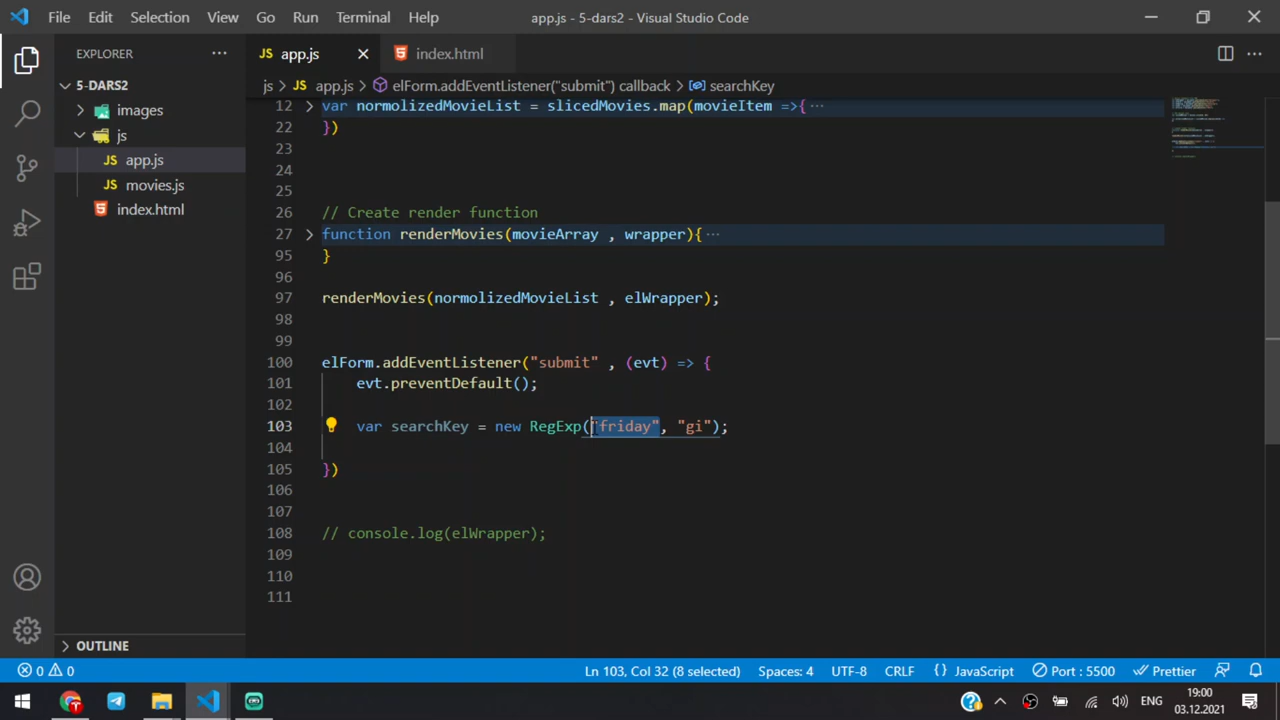 File Edit Selection View Go Run Terminal Help app.js - 5-dars2 - Visual Studio Code
EXPLORER
JS app.js index.html
js > JS app.js > elForm.addEventListener("submit") callback > searchKey
5-DARS2
images
js
JS app.js
JS movies.js
index.html
12 var normolizedMovieList = slicedMovies.map(movieItem =>{ ···
22 })
23
24
25
26 // Create render function
27 function renderMovies(movieArray , wrapper){ ···
95 }
96
97 renderMovies(normolizedMovieList , elWrapper);
98
99
100 elForm.addEventListener("submit" , (evt) => {
101 evt.preventDefault();
102
103 var searchKey = new RegExp("friday", "gi");
104
105 })
106
107
108 // console.log(elWrapper);
109
110
111
OUTLINE
0 0 Ln 103, Col 32 (8 selected) Spaces: 4 UTF-8 CRLF {} JavaScript Port : 5500 Prettier
ENG 19:00
03.12.2021